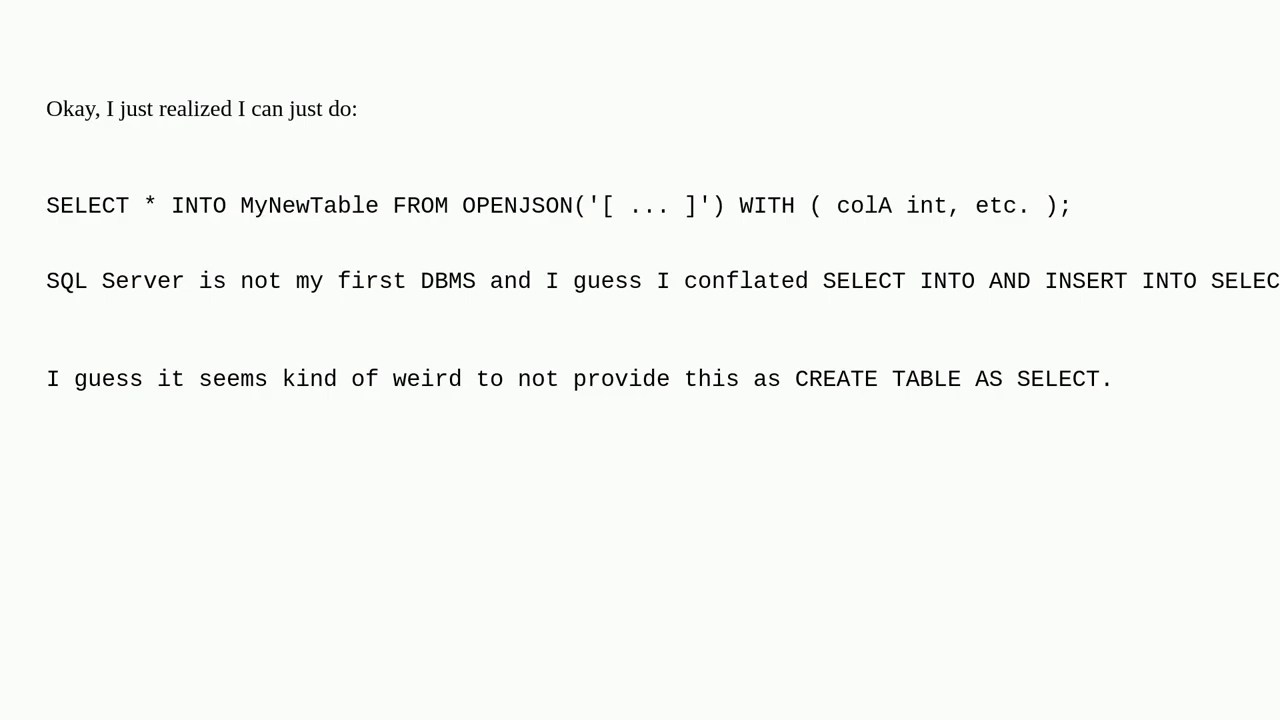 Okay, I just realized I can just do:
SELECT * INTO MyNewTable FROM OPENJSON('[ ... ]') WITH ( colA int, etc. );
SQL Server is not my first DBMS and I guess I conflated SELECT INTO AND INSERT INTO SELEC
I guess it seems kind of weird to not provide this as CREATE TABLE AS SELECT.